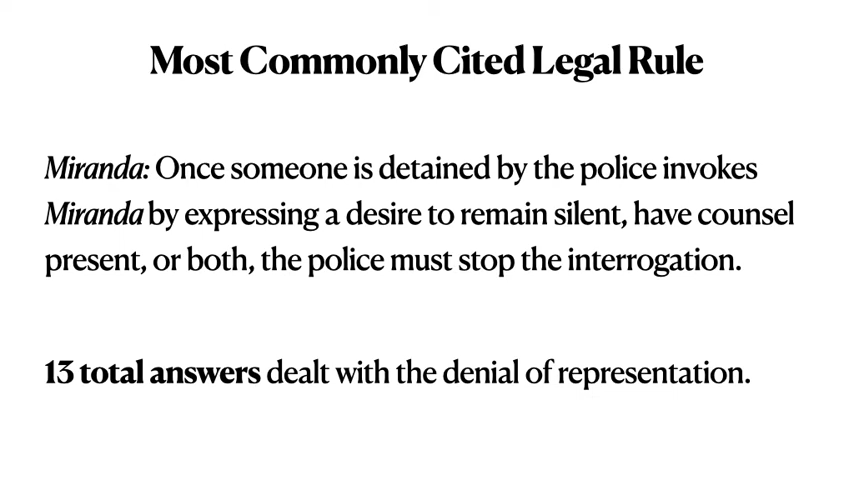 Most Commonly Cited Legal Rule
Miranda: Once someone is detained by the police invokes
Miranda by expressing a desire to remain silent, have counsel
present, or both, the police must stop the interrogation.
13 total answers dealt with the denial of representation.